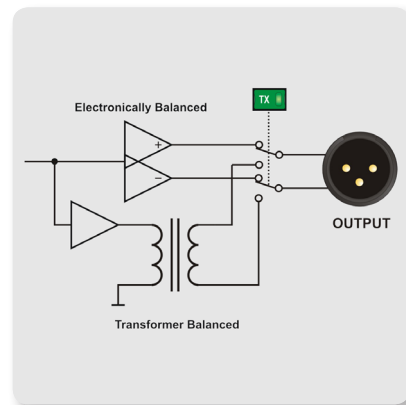 Electronically Balanced
TX
+
−
OUTPUT
Transformer Balanced